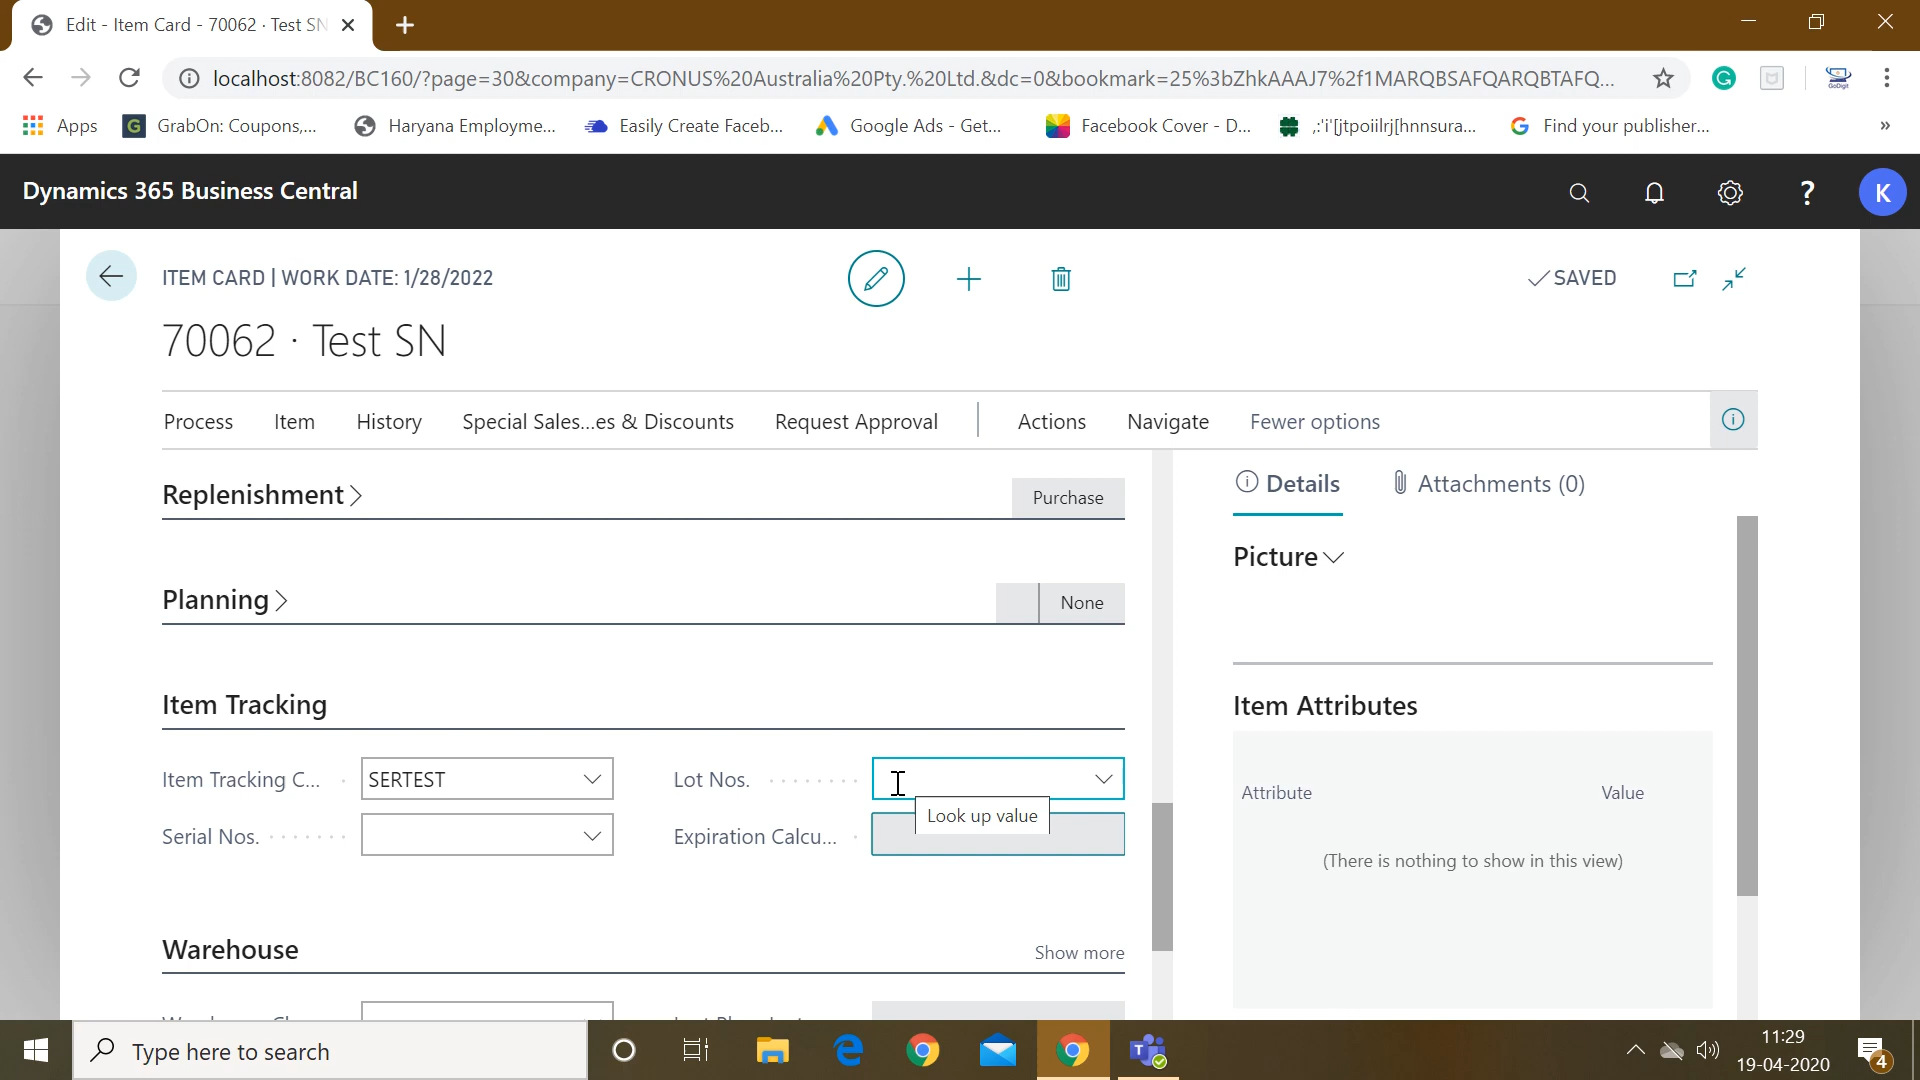 Edit - Item Card - 70062 · Test SN
localhost:8082/BC160/?page=30&company=CRONUS%20Australia%20Pty.%20Ltd.&dc=0&bookmark=25%3bZhkAAAJ7%2f1MARQBSAFQARQBTAFQ...
Apps GrabOn: Coupons,... Haryana Employme... Easily Create Faceb... Google Ads - Get... Facebook Cover - D... ,:'i'[jtpoiilrj[hnnsura... Find your publisher... »
Dynamics 365 Business Central ? K
ITEM CARD | WORK DATE: 1/28/2022 SAVED
70062 · Test SN
Process Item History Special Sales...es & Discounts Request Approval Actions Navigate Fewer options
Replenishment Purchase
Details Attachments (0)
Picture
Planning None
Item Tracking
Item Attributes
Item Tracking C... SERTEST Lot Nos.
Look up value
Attribute Value
Serial Nos. Expiration Calcu...
(There is nothing to show in this view)
Warehouse Show more
Type here to search
11:29
19-04-2020
4